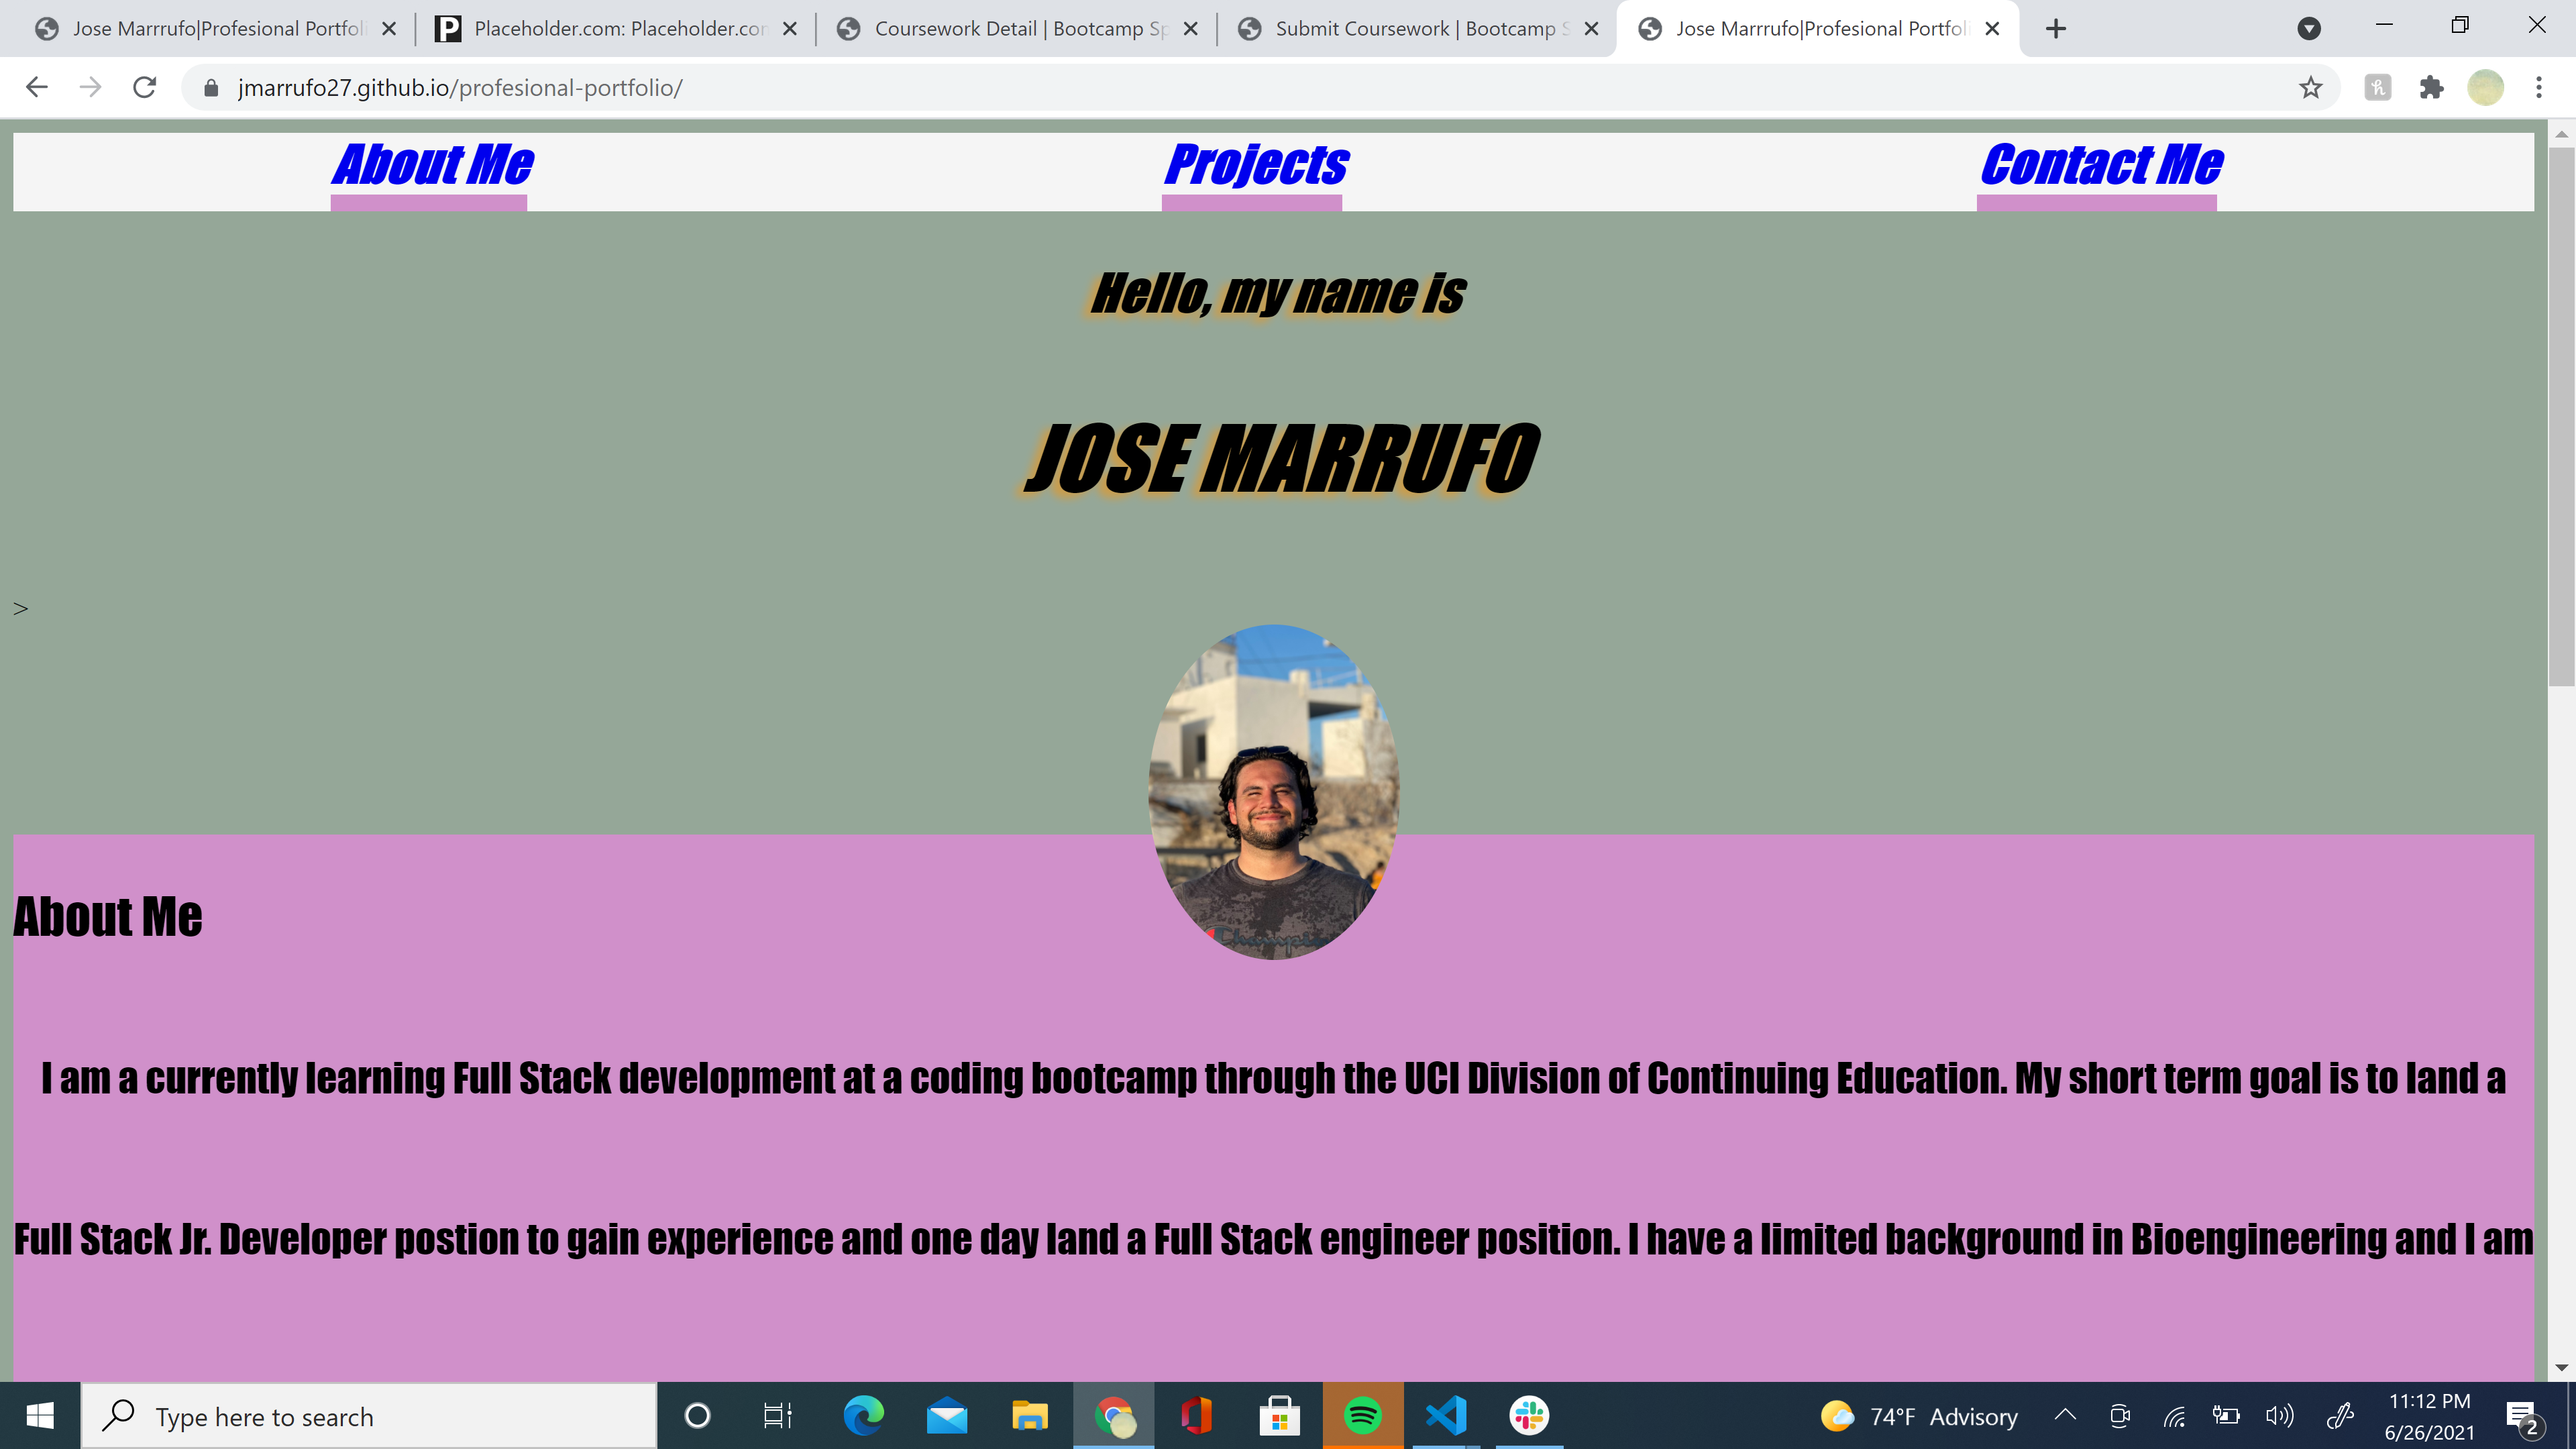 Jose Marrrufo|Profesional Portfoli
Placeholder.com: Placeholder.com
Coursework Detail | Bootcamp Sp
Submit Coursework | Bootcamp S
Jose Marrrufo|Profesional Portfoli
jmarrufo27.github.io/profesional-portfolio/
About Me
Projects
Contact Me
Hello, my name is
JOSE MARRUFO
>
Champion
About Me
I am a currently learning Full Stack development at a coding bootcamp through the UCI Division of Continuing Education. My short term goal is to land a
Full Stack Jr. Developer postion to gain experience and one day land a Full Stack engineer position. I have a limited background in Bioengineering and I am
Type here to search
74°F Advisory
11:12 PM
6/26/2021
2